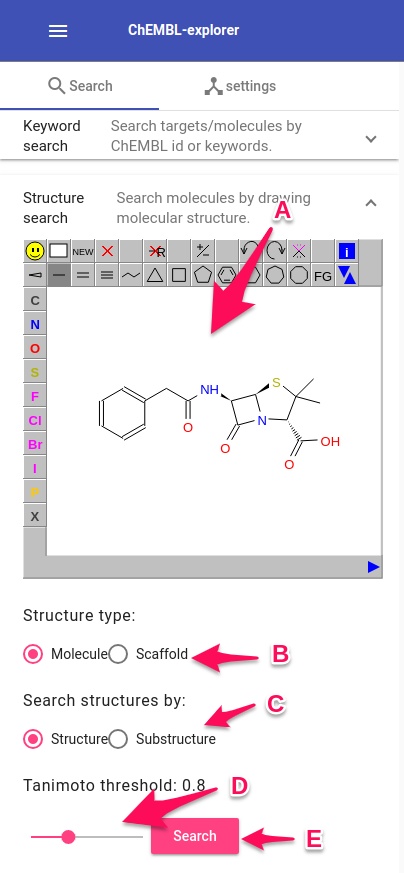 ChEMBL-explorer
Search settings
Keyword search
Search targets/molecules by
ChEMBL id or keywords.
Structure search
Search molecules by drawing
molecular structure.
A
NEW R +/- i
FG
C
N
O
S
F
Cl
Br
I
P
X
S
NH
N
O
O
OH
O
Structure type:
Molecule Scaffold B
Search structures by: C
Structure Substructure
Tanimoto threshold: 0.8 D
Search E